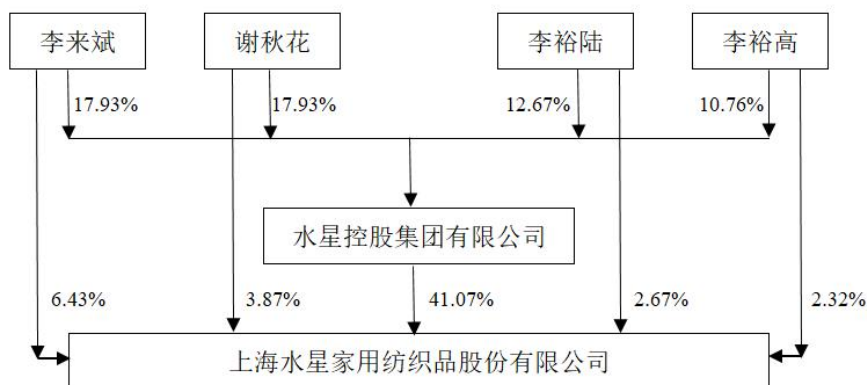 李来斌
谢秋花
李裕陆
李裕高
17.93%
17.93%
12.67%
10.76%
水星控股集团有限公司
6.43%
3.87%
41.07%
2.67%
2.32%
上海水星家用纺织品股份有限公司